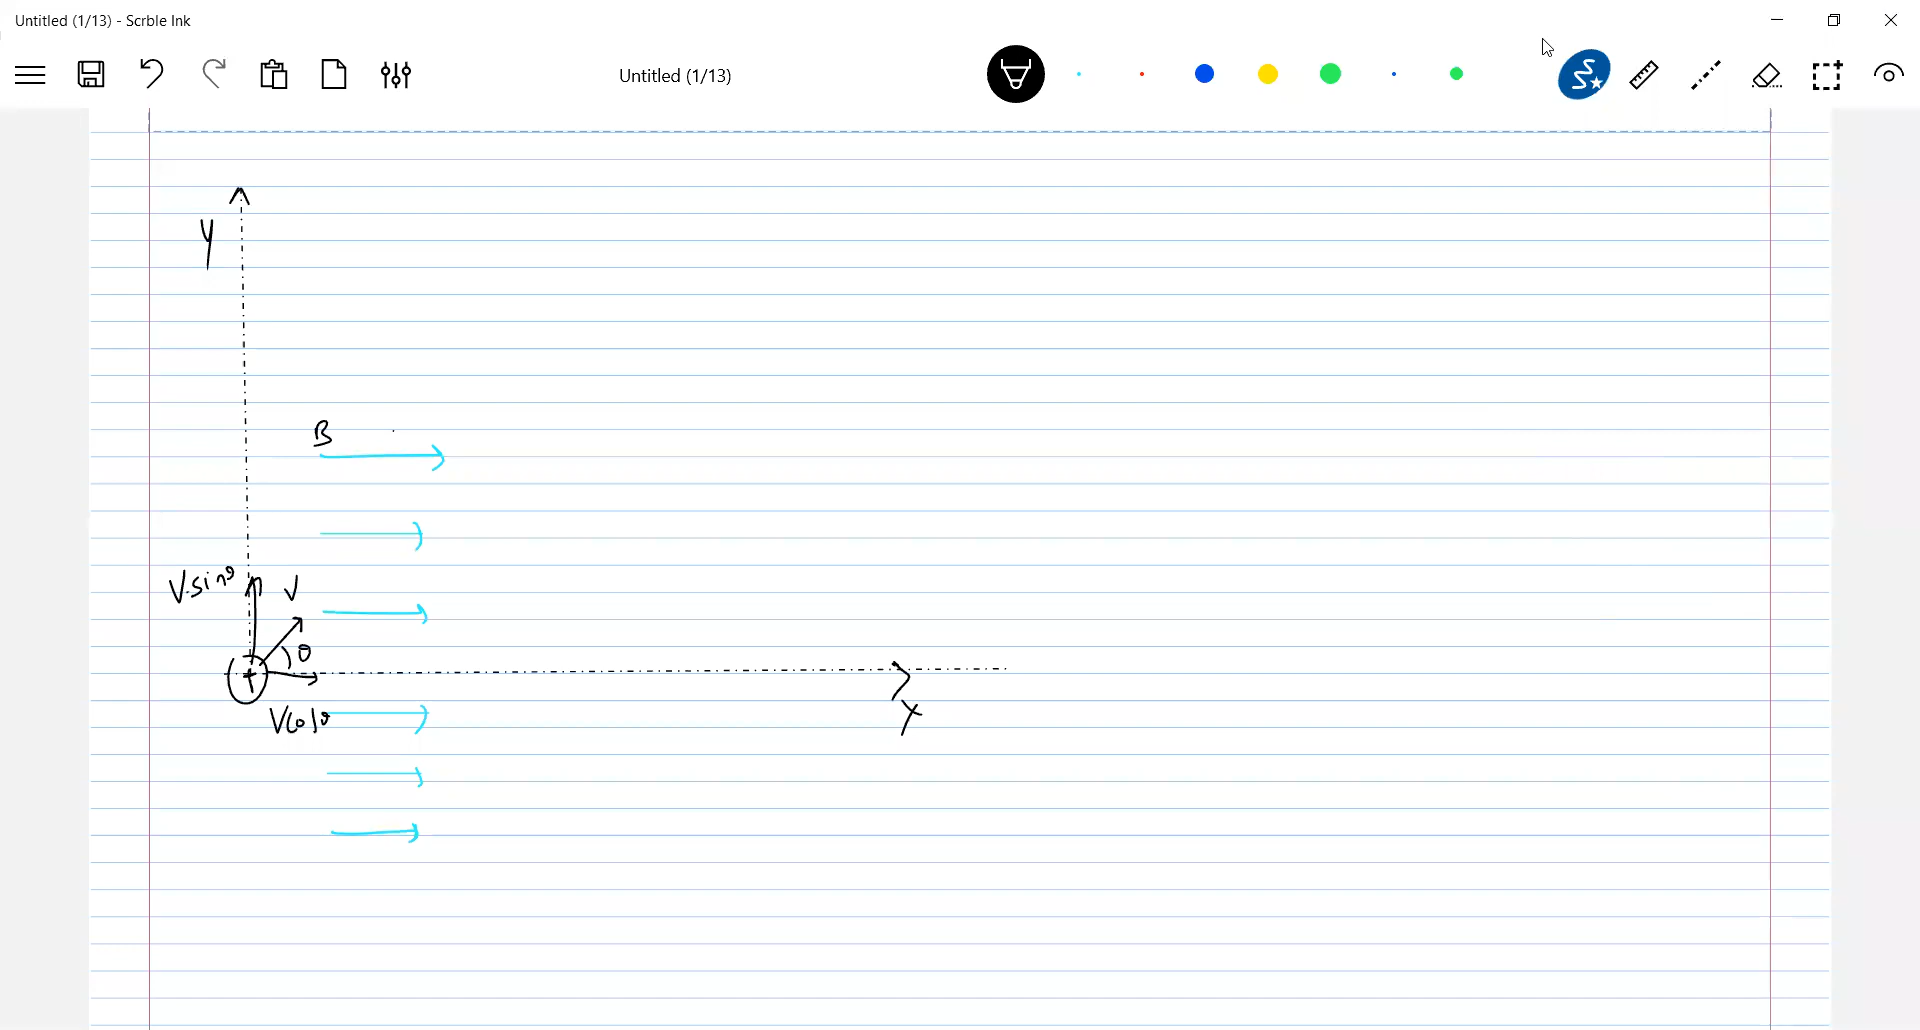 Untitled (1/13) - Scrble Ink
Untitled (1/13)
y
B
V.sinθ
V
θ
+
Vcosθ
x